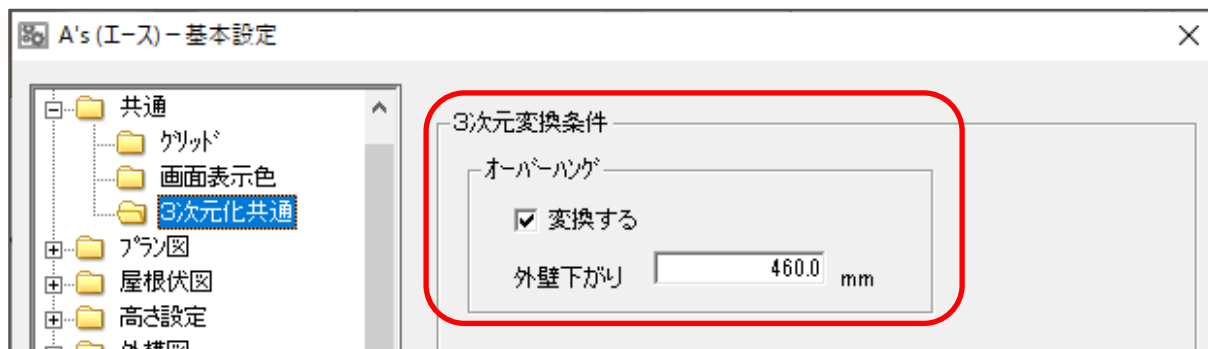 A's (エース) − 基本設定
共通
ｸﾞﾘｯﾄﾞ
画面表示色
3次元化共通
ﾌﾟﾗﾝ図
屋根伏図
高さ設定
外構図
3次元変換条件
ｵｰﾊﾞｰﾊﾝｸﾞ
変換する
外壁下がり 460.0 mm